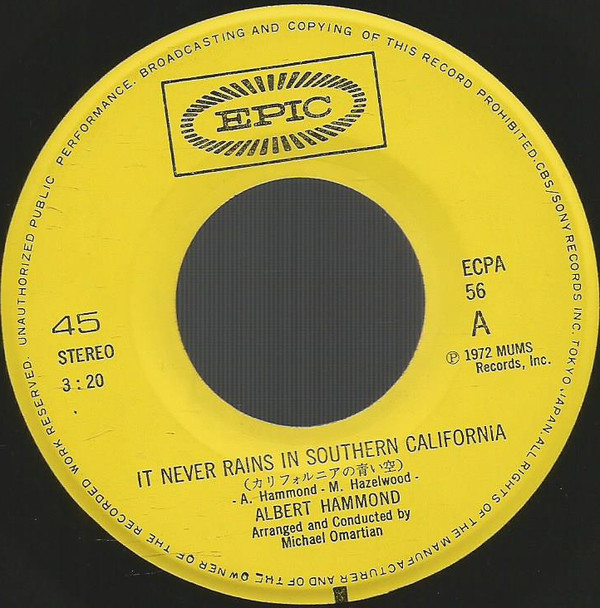 UNAUTHORIZED PUBLIC PERFORMANCE. BROADCASTING AND COPYING OF THIS RECORD PROHIBITED. CBS/SONY RECORDS INC. TOKYO, JAPAN. ALL RIGHTS OF THE MANUFACTURER AND OF THE OWNER OF THE RECORDED WORK RESERVED.
EPIC
ECPA
56
A
45
STEREO
3:20
℗ 1972 MUMS
Records, Inc.
IT NEVER RAINS IN SOUTHERN CALIFORNiA
(カリフォルニアの青い空)
- A. Hammond - M. Hazelwood -
ALBERT HAMMOND
Arranged and Conducted by
Michael Omartian